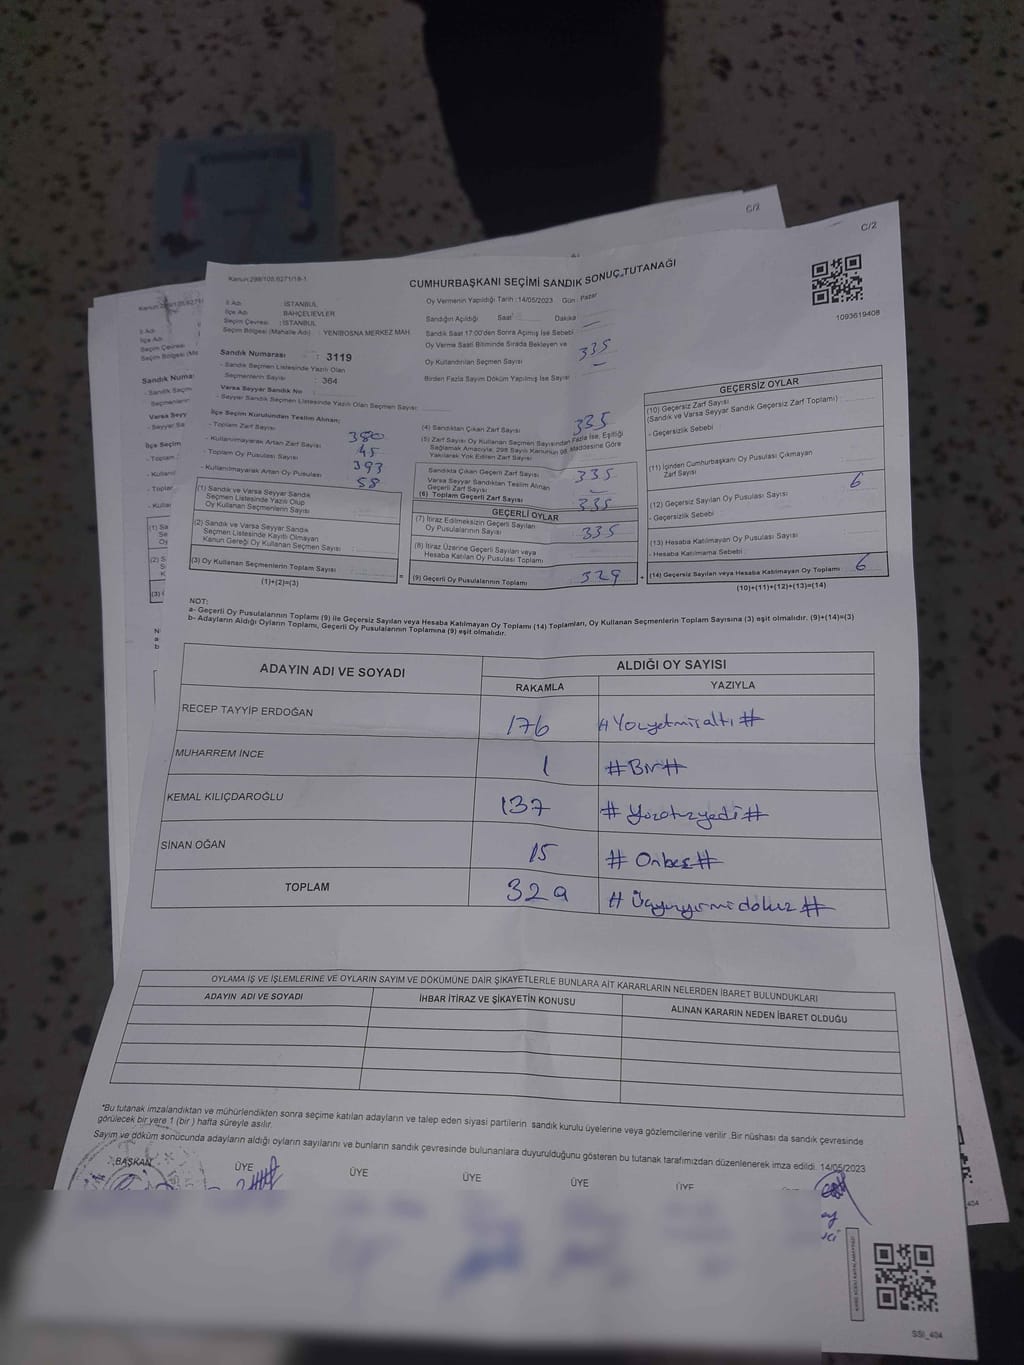 C/2
C/2
Kanun:298/105,6271/18-1
CUMHURBAŞKANI SEÇİMİ SANDIK SONUÇ TUTANAĞI
1093619408
İl Adı : İSTANBUL
İlçe Adı : BAHÇELİEVLER
Seçim Çevresi : İSTANBUL
Seçim Bölgesi (Mahalle Adı) : YENİBOSNA MERKEZ MAH.
Sandık Numarası : 3119
- Sandık Seçmen Listesinde Yazılı Olan
Seçmenlerin Sayısı : 364
Varsa Seyyar Sandık No :
- Seyyar Sandık Seçmen Listesinde Yazılı Olan Seçmen Sayısı:
Oy Vermenin Yapıldığı Tarih :14/05/2023 Gün Pazar
Sandığın Açıldığı Saat Dakika
Sandık Saat 17:00'den Sonra Açımış İse Sebebi
Oy Verme Saati Bitiminde Sırada Bekleyen ve
Oy Kullandırılan Seçmen Sayısı 335
Birden Fazla Sayım Döküm Yapılmış İse Sayısı
İlçe Seçim Kurulundan Teslim Alınan;
- Toplam Zarf Sayısı 380
- Kullanılmayarak Artan Zarf Sayısı 45
- Toplam Oy Pusulası Sayısı 393
- Kullanılmayarak Artan Oy Pusulası 58
(1) Sandık ve Varsa Seyyar Sandık
Seçmen Listesinde Yazılı Olup
Oy Kullanan Seçmenlerin Sayısı
(2) Sandık ve Varsa Seyyar Sandık
Seçmen Listesinde Kayıtlı Olmayan
Kanun Gereği Oy Kullanan Seçmen Sayısı
(3) Oy Kullanan Seçmenlerin Toplam Sayısı
(1)+(2)=(3)
(4) Sandıktan Çıkan Zarf Sayısı 335
(5) Zarf Sayısı Oy Kullanan Seçmen Sayısından Fazla İse, Eşitliği
Sağlamak Amacıyla; 298 Sayılı Kanunun 98. Maddesine Göre
Yakılarak Yok Edilen Zarf Sayısı
Sandıkta Çıkan Geçerli Zarf Sayısı 335
Varsa Seyyar Sandıktan Teslim Alınan
Geçerli Zarf Sayısı
(6) Toplam Geçerli Zarf Sayısı 335
GEÇERLİ OYLAR
(7) İtiraz Edilmeksizin Geçerli Sayılan
Oy Pusulalarının Sayısı 335
(8) İtiraz Üzerine Geçerli Sayılan veya
Hesaba Katılan Oy Pusulası Toplamı
(9) Geçerli Oy Pusulalarının Toplamı 329
GEÇERSİZ OYLAR
(10) Geçersiz Zarf Sayısı
(Sandık ve Varsa Seyyar Sandık Geçersiz Zarf Toplamı)
- Geçersizlik Sebebi
(11) İçinden Cumhurbaşkanı Oy Pusulası Çıkmayan
Zarf Sayısı
(12) Geçersiz Sayılan Oy Pusulası Sayısı 6
- Geçersizlik Sebebi
(13) Hesaba Katılmayan Oy Pusulası Sayısı
- Hesaba Katılmama Sebebi
(14) Geçersiz Sayılan veya Hesaba Katılmayan Oy Toplamı 6
(10)+(11)+(12)+(13)=(14)
NOT:
a- Geçerli Oy Pusulalarının Toplamı (9) ile Geçersiz Sayılan veya Hesaba Katılmayan Oy Toplamı (14) Toplamları, Oy Kullanan Seçmenlerin Toplam Sayısına (3) eşit olmalıdır. (9)+(14)=(3)
b- Adayların Aldığı Oyların Toplamı, Geçerli Oy Pusulalarının Toplamına (9) eşit olmalıdır.
ADAYIN ADI VE SOYADI ALDIĞI OY SAYISI
RAKAMLA YAZIYLA
RECEP TAYYİP ERDOĞAN 176 #Yüzyetmişaltı#
MUHARREM İNCE 1 #Bir#
KEMAL KILIÇDAROĞLU 137 #Yüzotuzyedi#
SİNAN OĞAN 15 #Onbeş#
TOPLAM 329 #Üçyüzyirmidokuz#
OYLAMA İŞ VE İŞLEMLERİNE VE OYLARIN SAYIM VE DÖKÜMÜNE DAİR ŞİKAYETLERLE BUNLARA AİT KARARLARIN NELERDEN İBARET BULUNDUKLARI
ADAYIN ADI VE SOYADI İHBAR İTİRAZ VE ŞİKAYETİN KONUSU ALINAN KARARIN NEDEN İBARET OLDUĞU
*Bu tutanak imzalandıktan ve mühürlendikten sonra seçime katılan adayların ve talep eden siyasi partilerin sandık kurulu üyelerine veya gözlemcilerine verilir .Bir nüshası da sandık çevresinde
görülecek bir yere 1 (bir ) hafta süreyle asılır.
Sayım ve döküm sonucunda adayların aldığı oyların sayılarını ve bunların sandık çevresinde bulunanlara duyurulduğunu gösteren bu tutanak tarafımızdan düzenlenerek imza edildi. 14/05/2023
BAŞKAN ÜYE ÜYE ÜYE ÜYE ÜYE
SSI_404